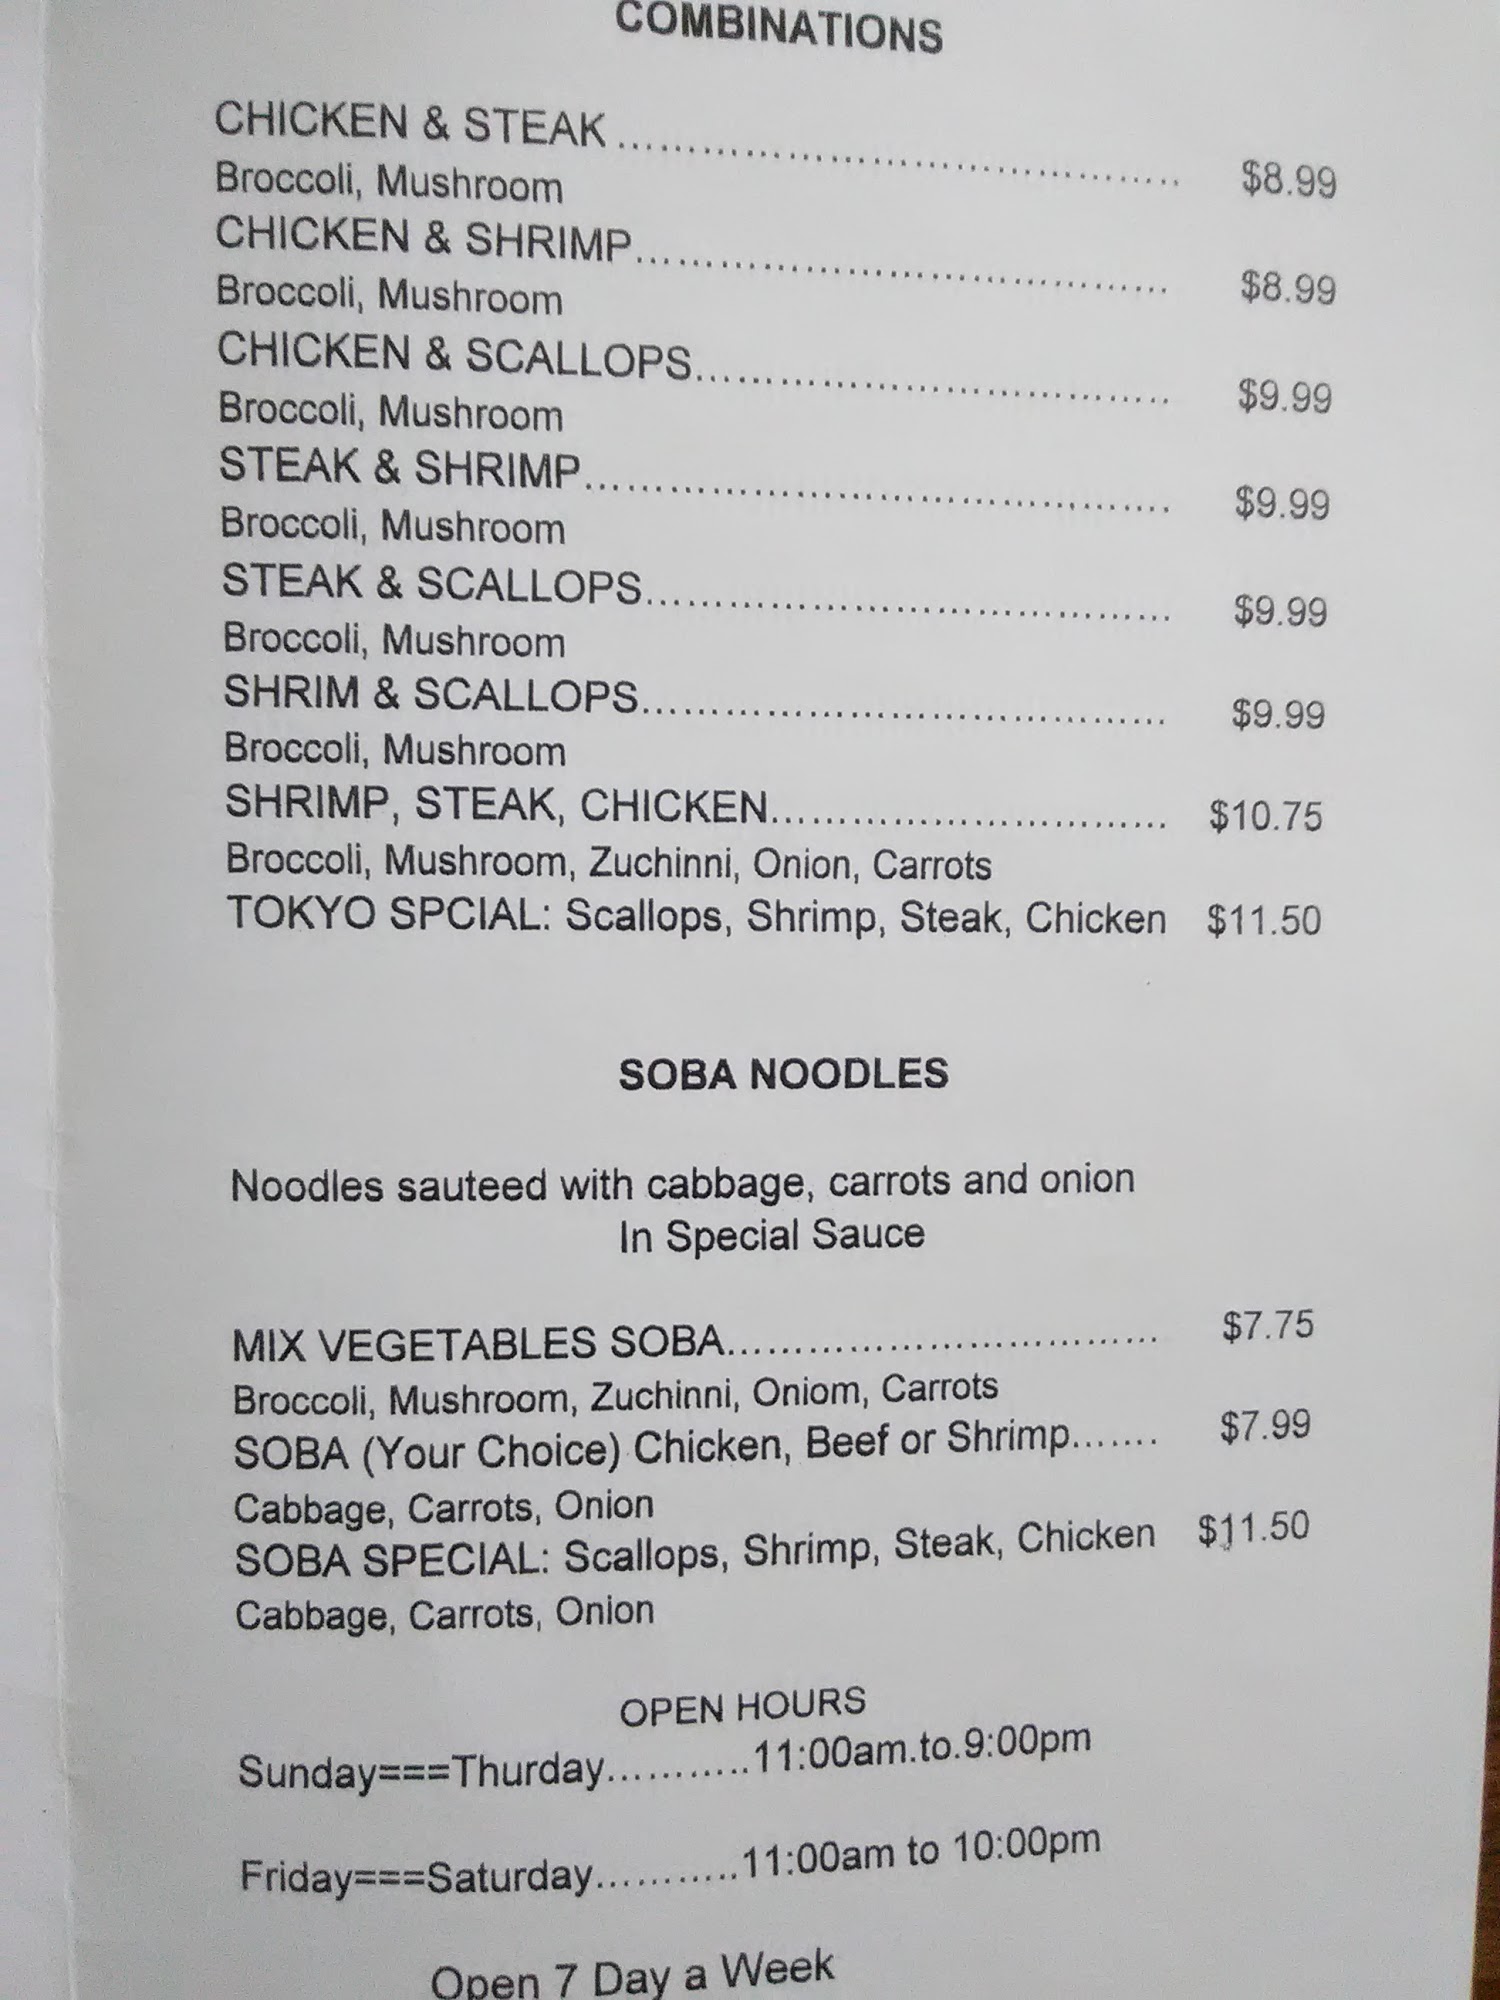 COMBINATIONS
CHICKEN & STEAK........................................ $8.99
Broccoli, Mushroom
CHICKEN & SHRIMP...................................... $8.99
Broccoli, Mushroom
CHICKEN & SCALLOPS.................................. $9.99
Broccoli, Mushroom
STEAK & SHRIMP.......................................... $9.99
Broccoli, Mushroom
STEAK & SCALLOPS...................................... $9.99
Broccoli, Mushroom
SHRIM & SCALLOPS...................................... $9.99
Broccoli, Mushroom
SHRIMP, STEAK, CHICKEN............................. $10.75
Broccoli, Mushroom, Zuchinni, Onion, Carrots
TOKYO SPCIAL: Scallops, Shrimp, Steak, Chicken $11.50
SOBA NOODLES
Noodles sauteed with cabbage, carrots and onion
In Special Sauce
MIX VEGETABLES SOBA............................... $7.75
Broccoli, Mushroom, Zuchinni, Oniom, Carrots
SOBA (Your Choice) Chicken, Beef or Shrimp....... $7.99
Cabbage, Carrots, Onion
SOBA SPECIAL: Scallops, Shrimp, Steak, Chicken $11.50
Cabbage, Carrots, Onion
OPEN HOURS
Sunday===Thurday...........11:00am.to.9:00pm
Friday===Saturday...........11:00am to 10:00pm
Open 7 Day a Week